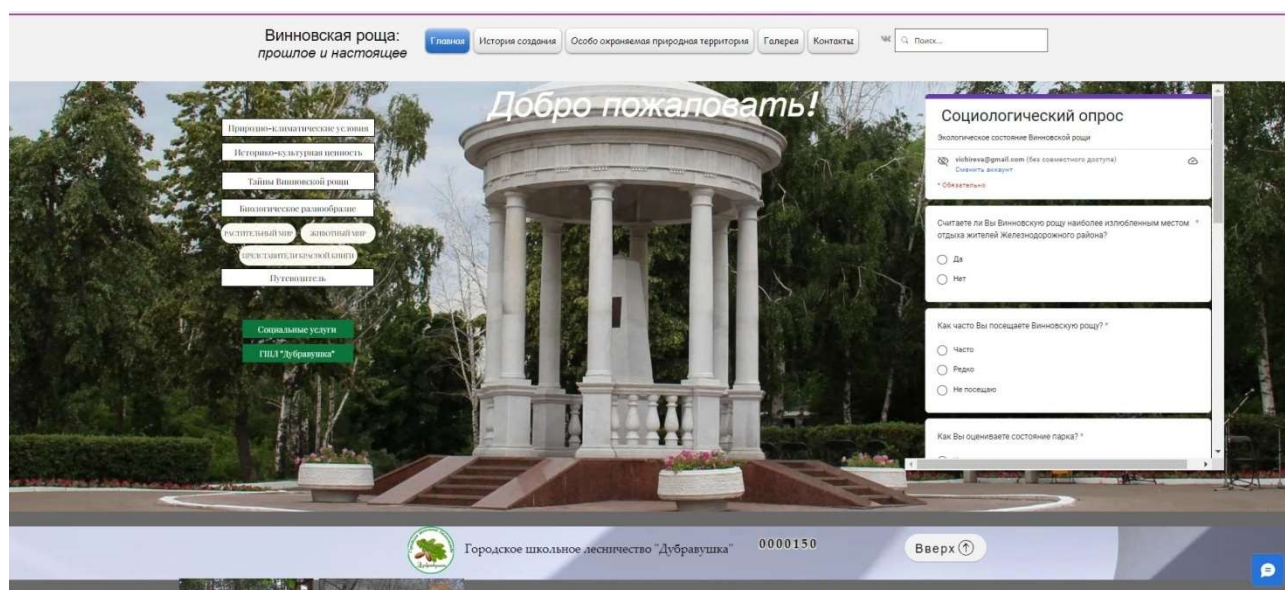 Винновская роща:
прошлое и настоящее
Главная
История создания
Особо охраняемая природная территория
Галерея
Контакты
Поиск...
Добро пожаловать!
Природно-климатические условия
Историко-культурная ценность
Тайны Винновской рощи
Биологическое разнообразие
РАСТИТЕЛЬНЫЙ МИР
ЖИВОТНЫЙ МИР
ПРЕДСТАВИТЕЛИ КРАСНОЙ КНИГИ
Путеводитель
Социальные услуги
ГШЛ "Дубравушка"
Социологический опрос
Экологическое состояние Винновской рощи
vichireva@gmail.com (без совместного доступа)
Сменить аккаунт
* Обязательно
Считаете ли Вы Винновскую рощу наиболее излюбленным местом *
отдыха жителей Железнодорожного района?
Да
Нет
Как часто Вы посещаете Винновскую рощу? *
Часто
Редко
Не посещаю
Как Вы оцениваете состояние парка? *
Городское школьное лесничество "Дубравушка"
0000150
Вверх